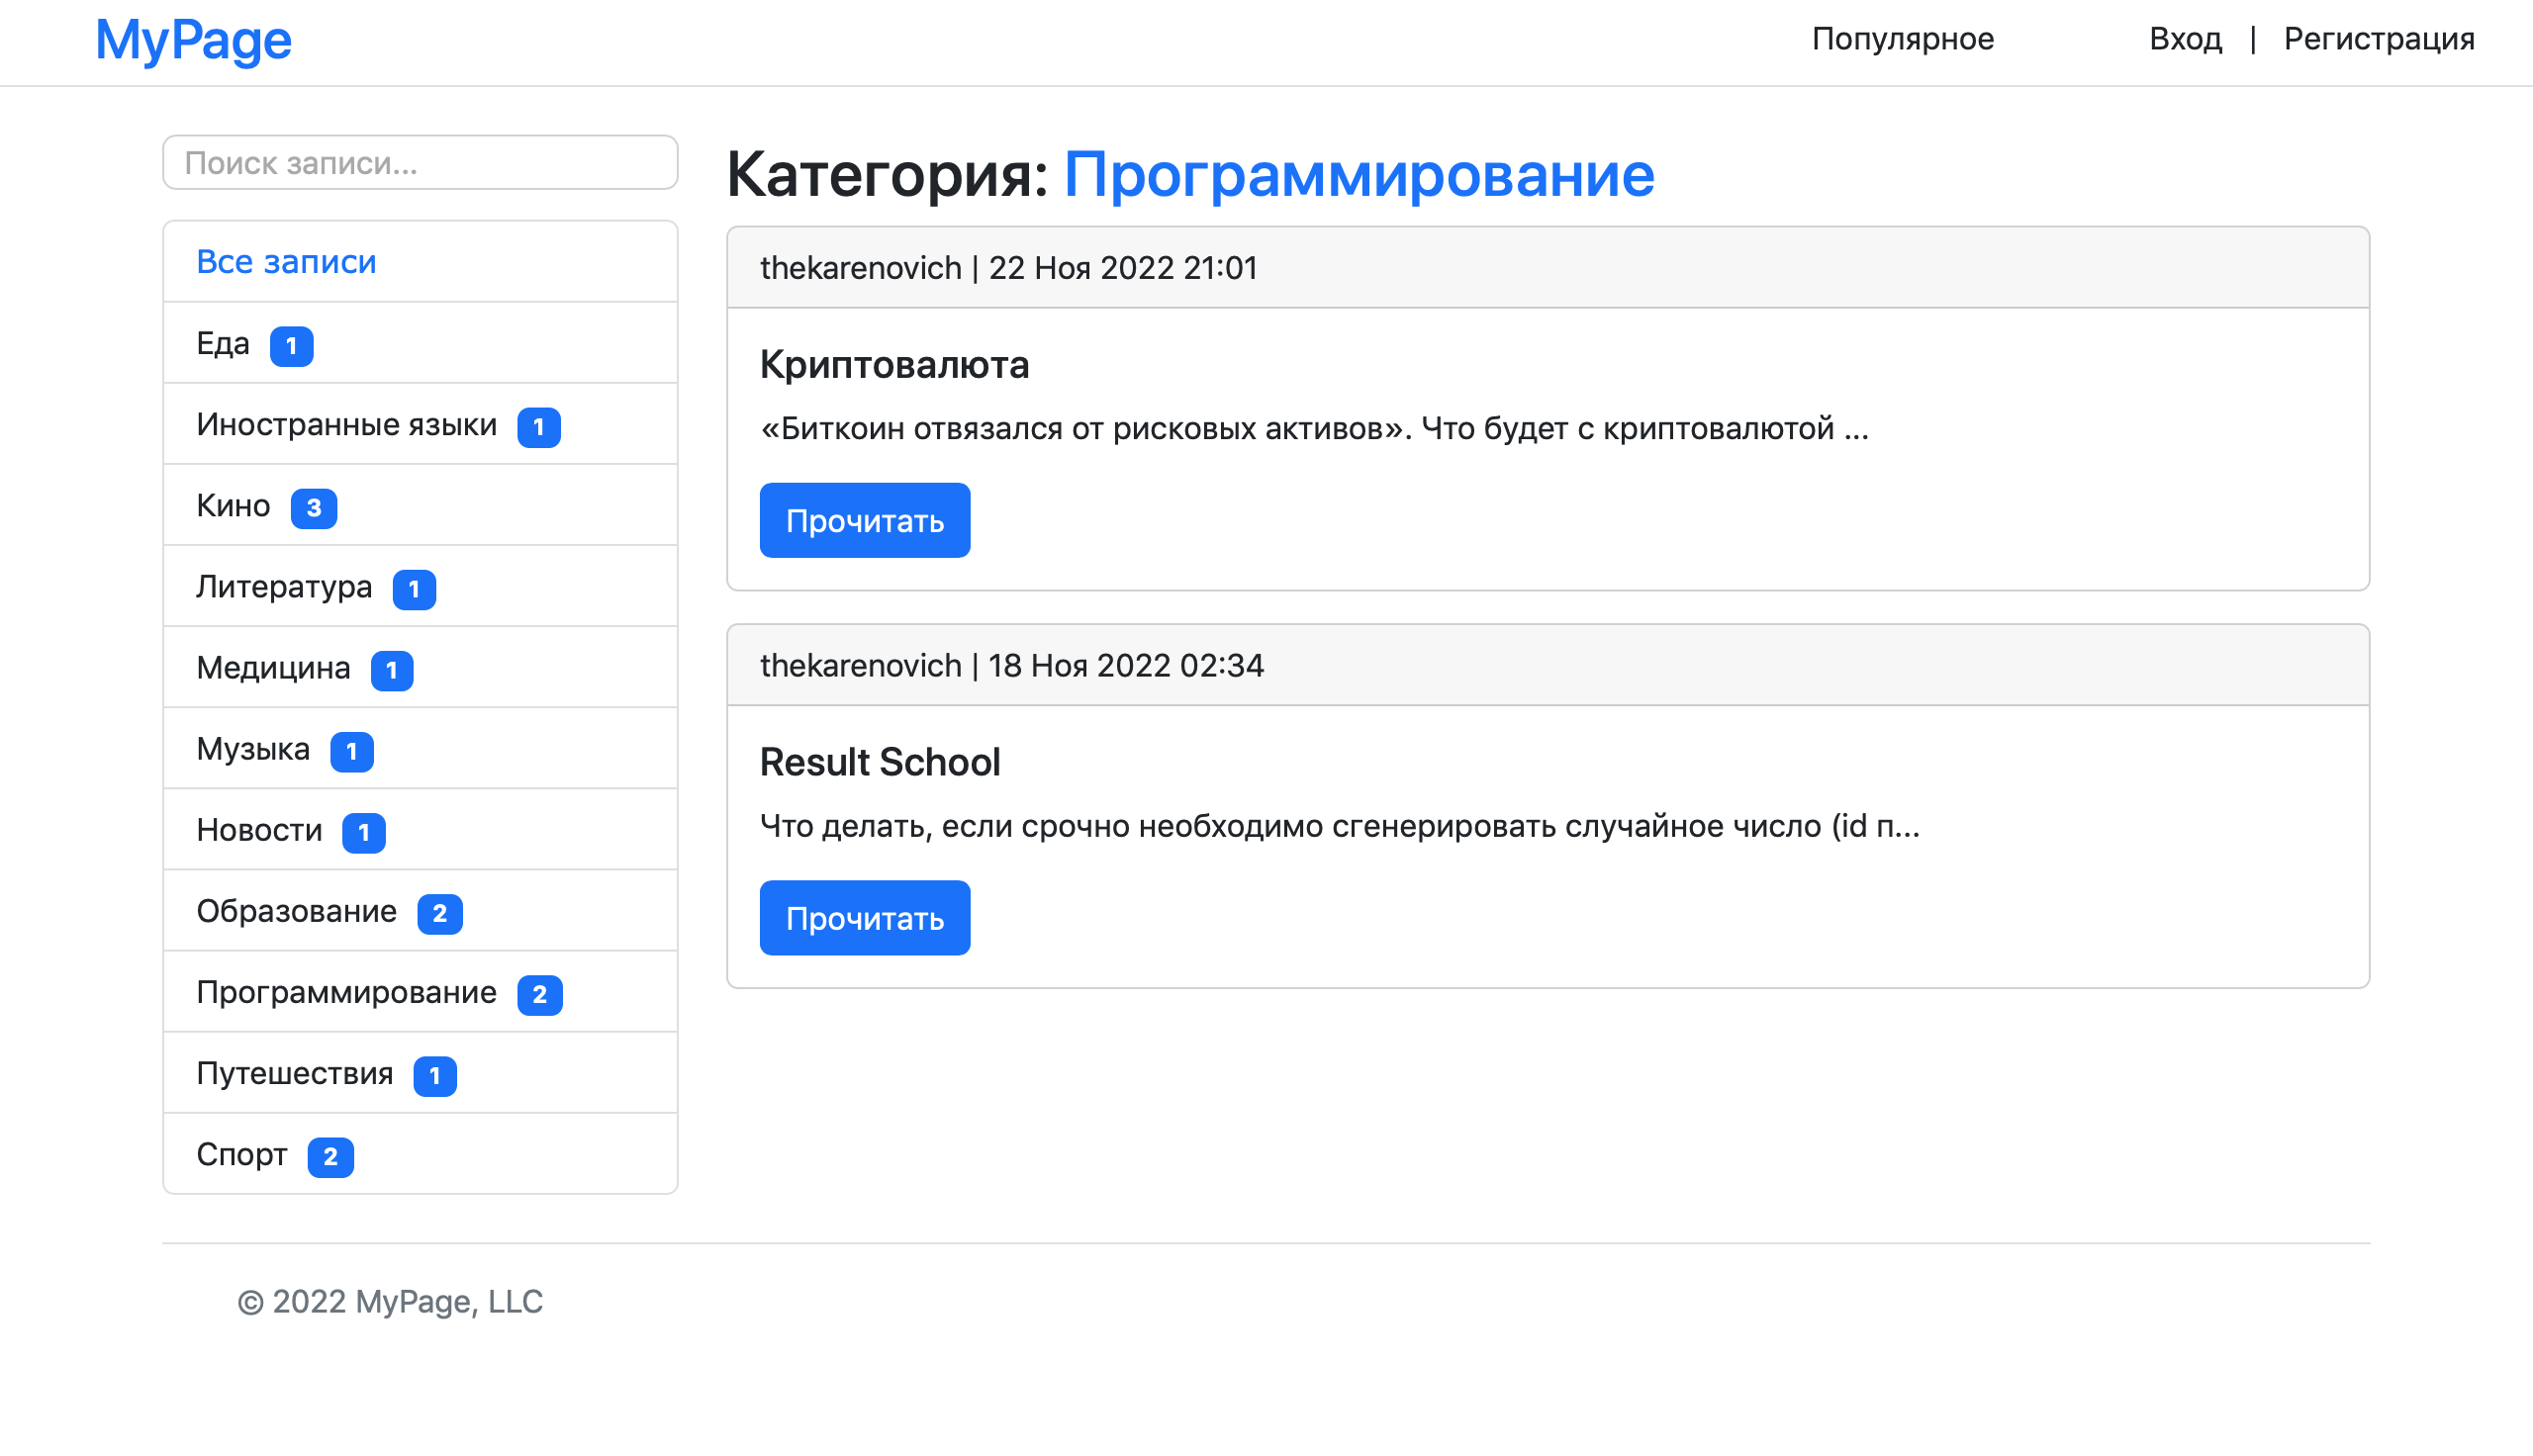 MyPage
Популярное
Вход | Регистрация
Поиск записи...
Все записи
Еда 1
Иностранные языки 1
Кино 3
Литература 1
Медицина 1
Музыка 1
Новости 1
Образование 2
Программирование 2
Путешествия 1
Спорт 2
Категория: Программирование
thekarenovich | 22 Ноя 2022 21:01
Криптовалюта
«Биткоин отвязался от рисковых активов». Что будет с криптовалютой ...
Прочитать
thekarenovich | 18 Ноя 2022 02:34
Result School
Что делать, если срочно необходимо сгенерировать случайное число (id п...
Прочитать
© 2022 MyPage, LLC